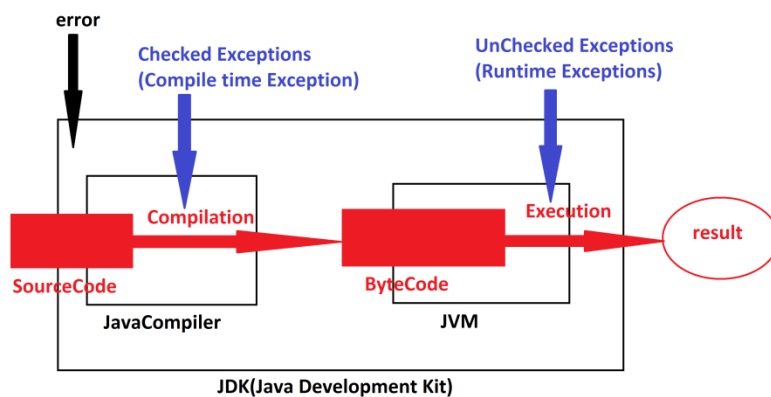 error
Checked Exceptions
(Compile time Exception)
UnChecked Exceptions
(Runtime Exceptions)
Compilation
Execution
result
SourceCode
ByteCode
JavaCompiler
JVM
JDK(Java Development Kit)